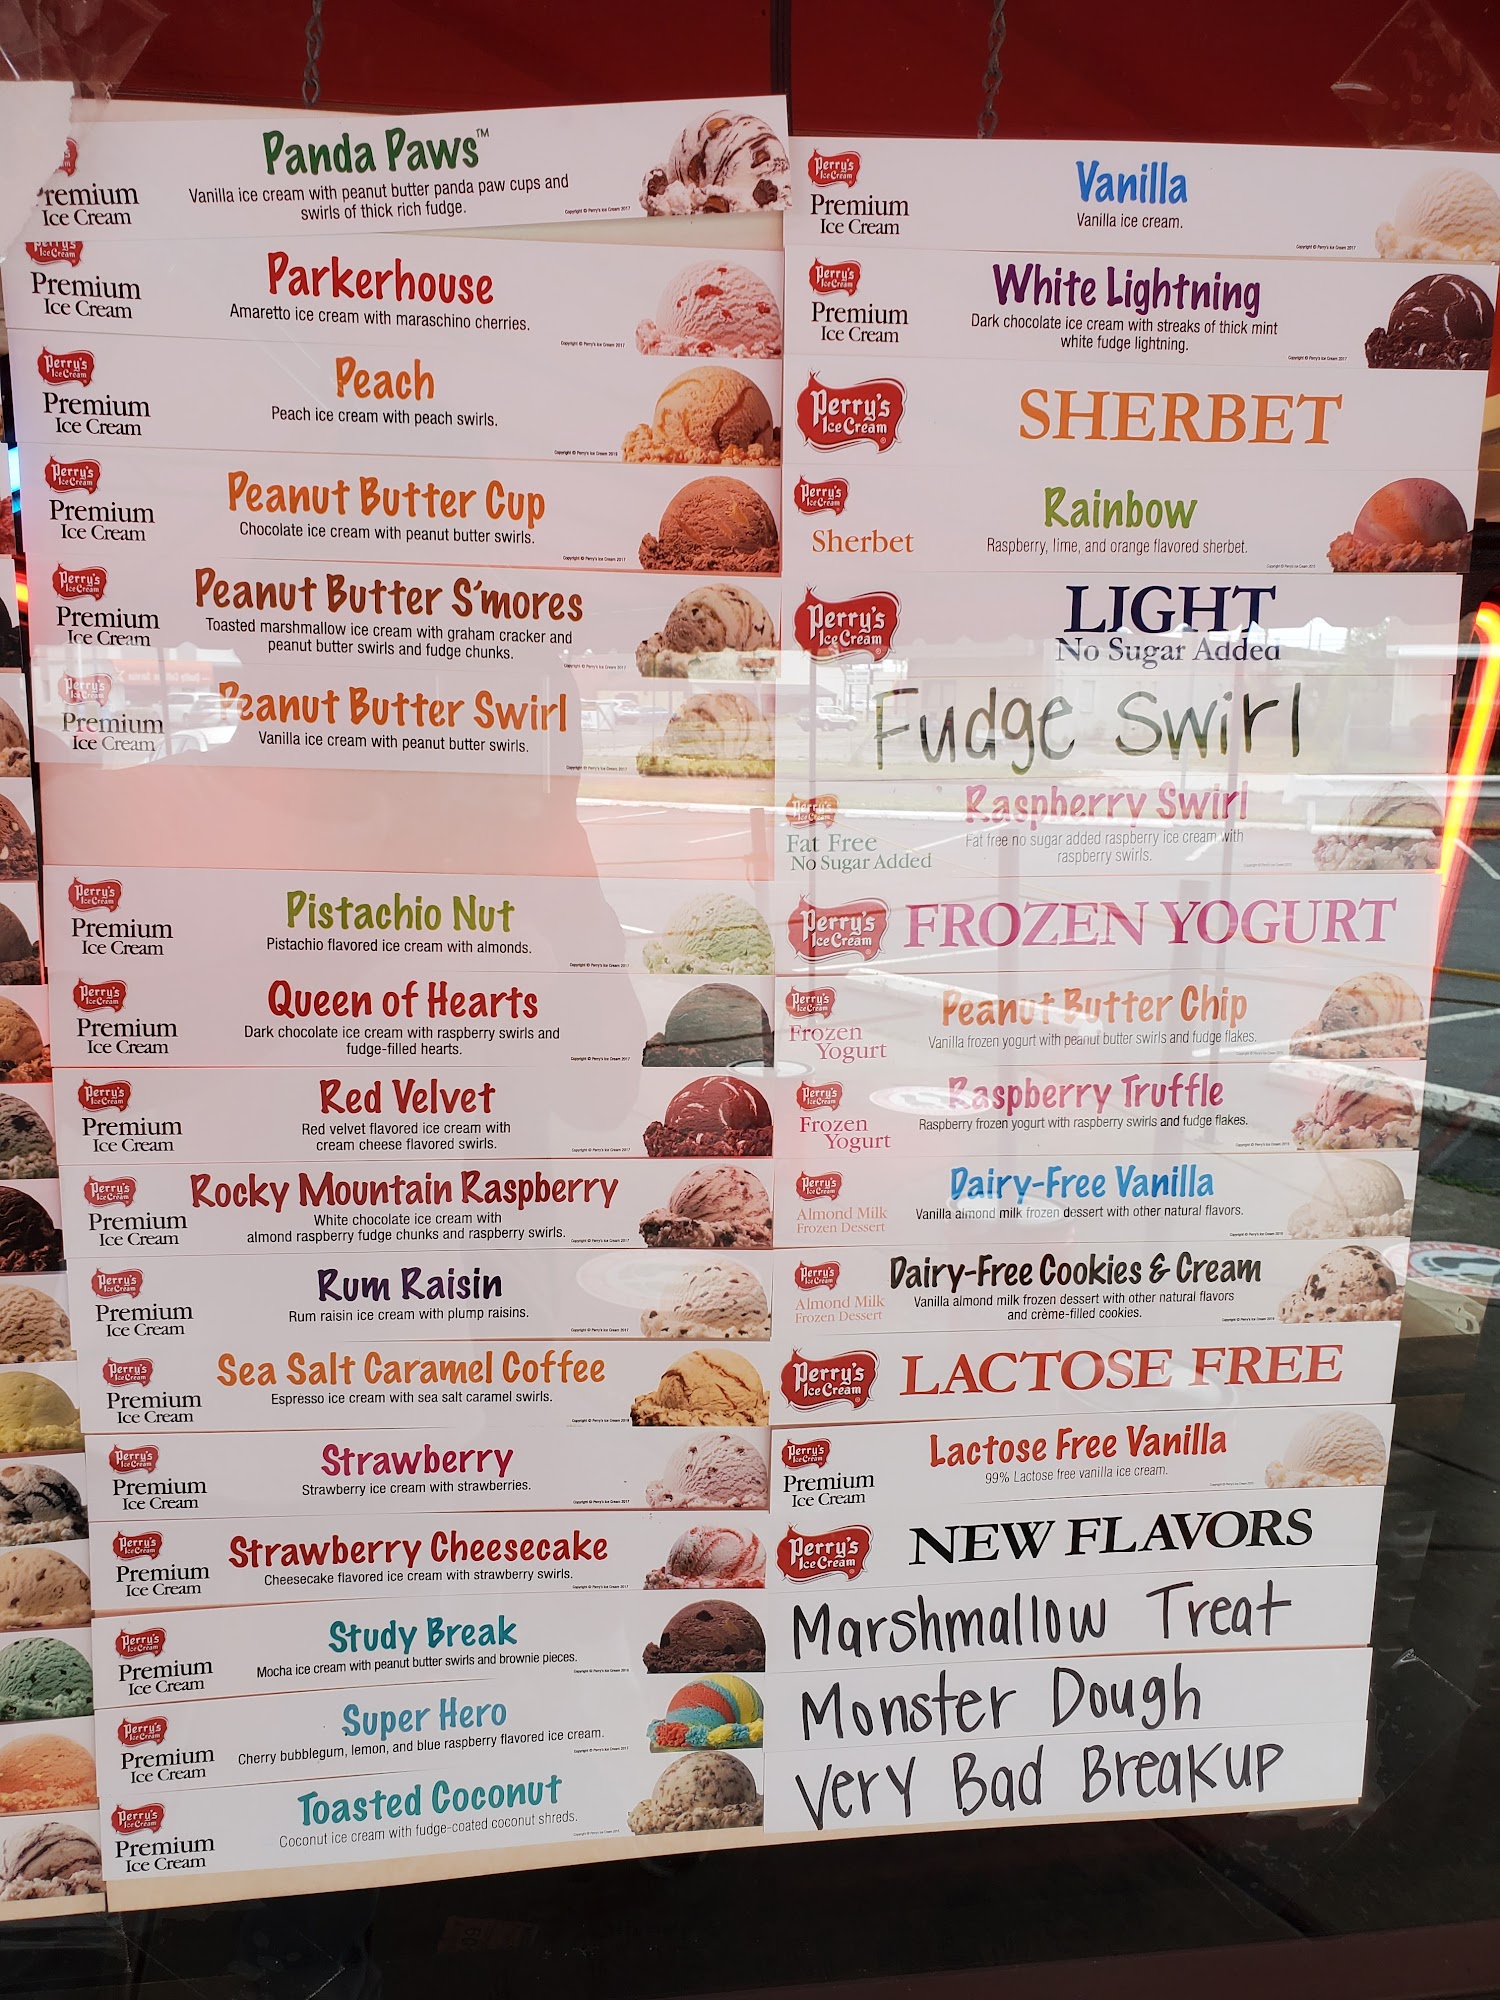 Panda Paws™
Vanilla ice cream with peanut butter panda paw cups and
swirls of thick rich fudge.
remium
Ice Cream
Perry's
Ice Cream
Premium
Ice Cream
Parkerhouse
Amaretto ice cream with maraschino cherries.
Perry's
Ice Cream
Premium
Ice Cream
Peach
Peach ice cream with peach swirls.
Perry's
Ice Cream
Premium
Ice Cream
Peanut Butter Cup
Chocolate ice cream with peanut butter swirls.
Perry's
Ice Cream
Premium
Ice Cream
Peanut Butter S'mores
Toasted marshmallow ice cream with graham cracker and
peanut butter swirls and fudge chunks.
Perry's
Ice Cream
Premium
Ice Cream
Peanut Butter Swirl
Vanilla ice cream with peanut butter swirls.
Perry's
Ice Cream
Premium
Ice Cream
Pistachio Nut
Pistachio flavored ice cream with almonds.
Perry's
Ice Cream
Premium
Ice Cream
Queen of Hearts
Dark chocolate ice cream with raspberry swirls and
fudge-filled hearts.
Perry's
Ice Cream
Premium
Ice Cream
Red Velvet
Red velvet flavored ice cream with
cream cheese flavored swirls.
Perry's
Ice Cream
Premium
Ice Cream
Rocky Mountain Raspberry
White chocolate ice cream with
almond raspberry fudge chunks and raspberry swirls.
Perry's
Ice Cream
Premium
Ice Cream
Rum Raisin
Rum raisin ice cream with plump raisins.
Perry's
Ice Cream
Premium
Ice Cream
Sea Salt Caramel Coffee
Espresso ice cream with sea salt caramel swirls.
Perry's
Ice Cream
Premium
Ice Cream
Strawberry
Strawberry ice cream with strawberries.
Perry's
Ice Cream
Premium
Ice Cream
Strawberry Cheesecake
Cheesecake flavored ice cream with strawberry swirls.
Perry's
Ice Cream
Premium
Ice Cream
Study Break
Mocha ice cream with peanut butter swirls and brownie pieces.
Perry's
Ice Cream
Premium
Ice Cream
Super Hero
Cherry bubblegum, lemon, and blue raspberry flavored ice cream.
Perry's
Ice Cream
Premium
Ice Cream
Toasted Coconut
Coconut ice cream with fudge-coated coconut shreds.
Perry's
Ice Cream
Premium
Ice Cream
Vanilla
Vanilla ice cream.
Perry's
Ice Cream
Premium
Ice Cream
White Lightning
Dark chocolate ice cream with streaks of thick mint
white fudge lightning.
Perry's
Ice Cream
SHERBET
Perry's
Ice Cream
Sherbet
Rainbow
Raspberry, lime, and orange flavored sherbet.
Perry's
Ice Cream
LIGHT
No Sugar Added
Fudge Swirl
Perry's
Ice Cream
Fat Free
No Sugar Added
Raspberry Swirl
Fat free no sugar added raspberry ice cream with
raspberry swirls.
Perry's
Ice Cream
FROZEN YOGURT
Perry's
Ice Cream
Frozen
Yogurt
Peanut Butter Chip
Vanilla frozen yogurt with peanut butter swirls and fudge flakes.
Perry's
Ice Cream
Frozen
Yogurt
Raspberry Truffle
Raspberry frozen yogurt with raspberry swirls and fudge flakes.
Perry's
Ice Cream
Almond Milk
Frozen Dessert
Dairy-Free Vanilla
Vanilla almond milk frozen dessert with other natural flavors.
Perry's
Ice Cream
Almond Milk
Frozen Dessert
Dairy-Free Cookies & Cream
Vanilla almond milk frozen dessert with other natural flavors
and crème-filled cookies.
Perry's
Ice Cream
LACTOSE FREE
Perry's
Ice Cream
Premium
Ice Cream
Lactose Free Vanilla
99% Lactose free vanilla ice cream.
Perry's
Ice Cream
NEW FLAVORS
Marshmallow Treat
Monster Dough
Very Bad Breakup